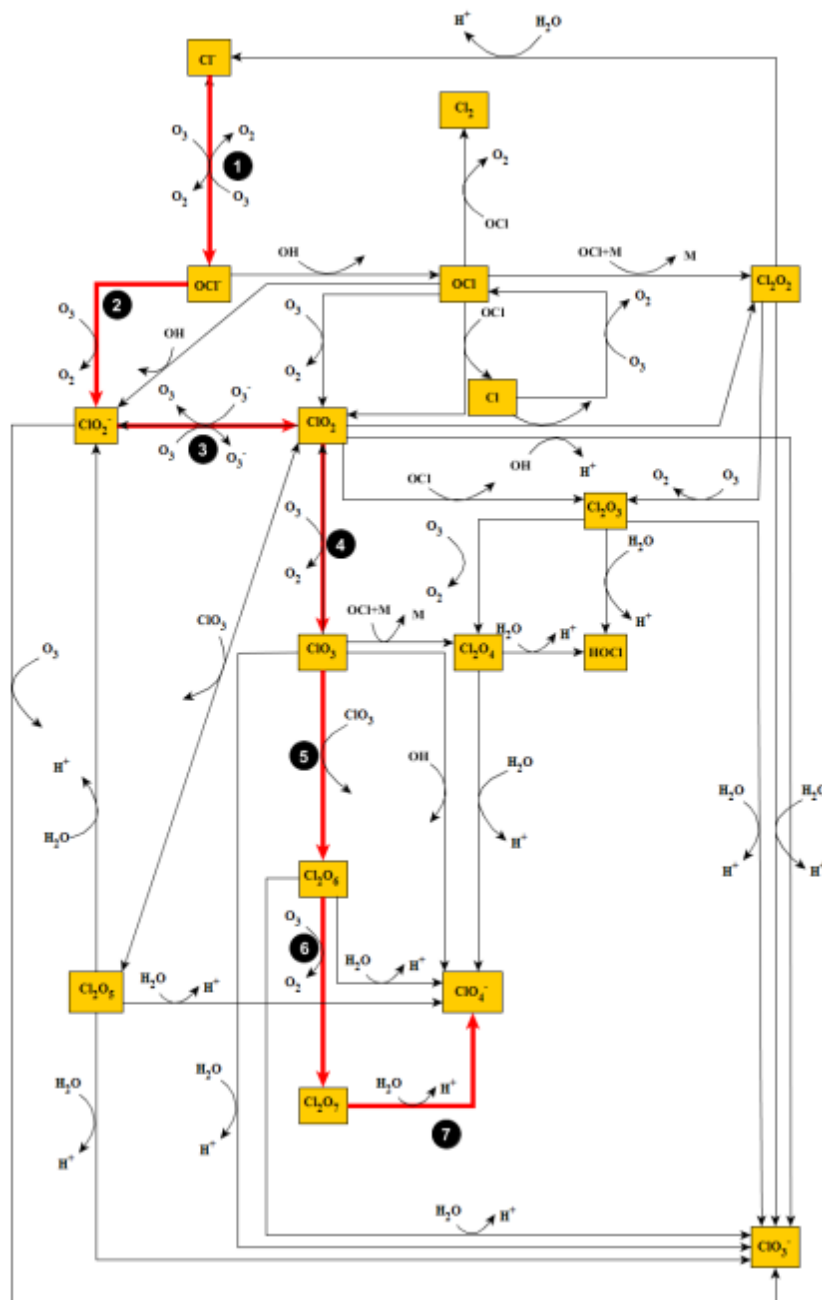 H⁺ H₂O
Cl⁻
Cl₂
O₃ O₂
1
O₂ O₃
O₂
OCl
OH
OCl+M M
OCl⁻
OCl
Cl₂O₂
2
O₃
O₂
OH
O₃
O₂
OCl
O₂
O₃
Cl
O₃ O₃⁻
ClO₂⁻
ClO₂
3
O₃ O₃⁻
OH H⁺
OCl
O₂ O₃
Cl₂O₃
O₃
O₂
4
O₃
O₂
H₂O
H⁺
ClO₃
OCl+M M
ClO₃
Cl₂O₄
H₂O H⁺
HOCl
O₃
5
ClO₃
OH
H₂O
H⁺
H⁺
H₂O
H₂O
H⁺
H₂O
H⁺
Cl₂O₆
O₃
O₂
6
H₂O H⁺
Cl₂O₅
H₂O H⁺
ClO₄⁻
H₂O
H⁺
H₂O
H⁺
Cl₂O₇
H₂O H⁺
7
H₂O H⁺
ClO₃⁻